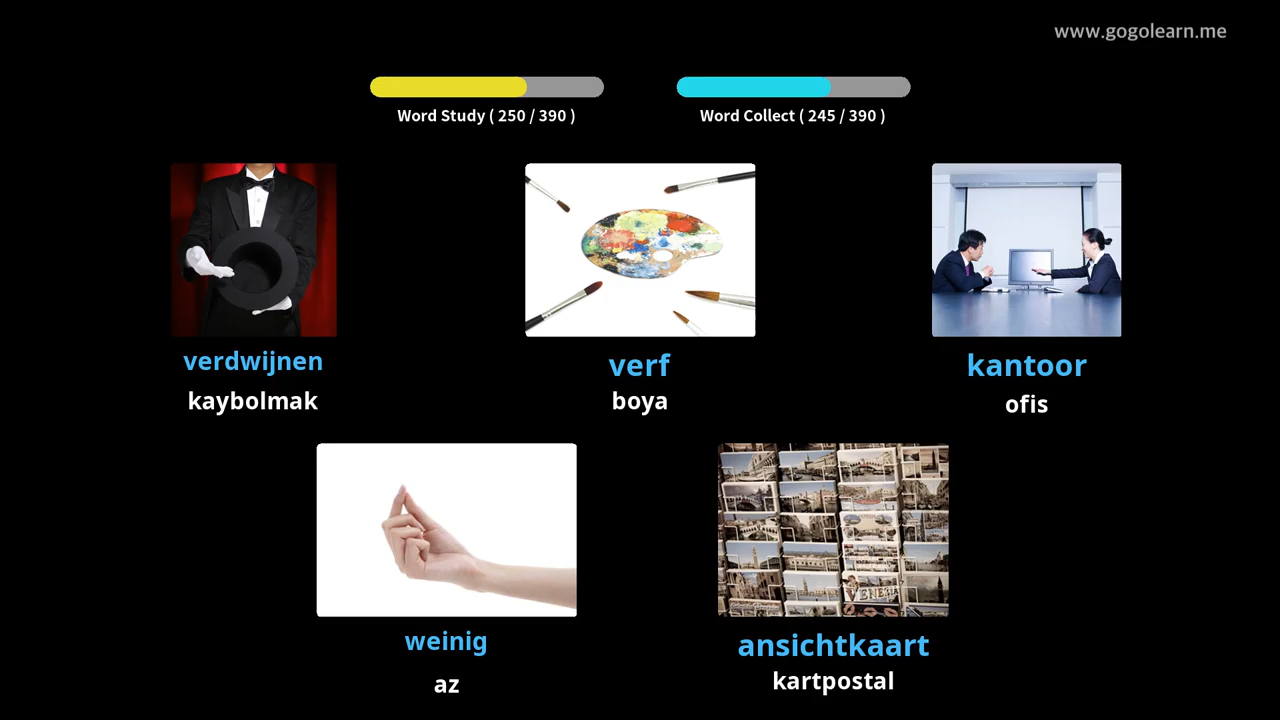 www.gogolearn.me
Word Study ( 250 / 390 )
Word Collect ( 245 / 390 )
verdwijnen
kaybolmak
verf
boya
kantoor
ofis
weinig
az
ansichtkaart
kartpostal